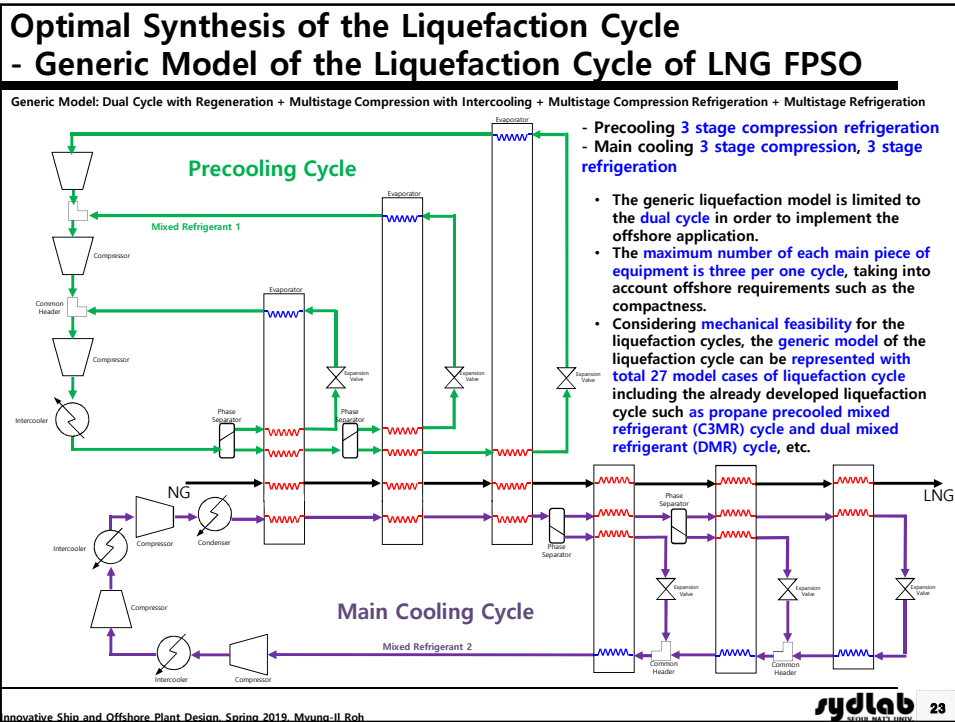 Optimal Synthesis of the Liquefaction Cycle
- Generic Model of the Liquefaction Cycle of LNG FPSO
Generic Model: Dual Cycle with Regeneration + Multistage Compression with Intercooling + Multistage Compression Refrigeration + Multistage Refrigeration
- Precooling 3 stage compression refrigeration
- Main cooling 3 stage compression, 3 stage
refrigeration
• The generic liquefaction model is limited to
the dual cycle in order to implement the
offshore application.
• The maximum number of each main piece of
equipment is three per one cycle, taking into
account offshore requirements such as the
compactness.
• Considering mechanical feasibility for the
liquefaction cycles, the generic model of the
liquefaction cycle can be represented with
total 27 model cases of liquefaction cycle
including the already developed liquefaction
cycle such as propane precooled mixed
refrigerant (C3MR) cycle and dual mixed
refrigerant (DMR) cycle, etc.
Evaporator
Precooling Cycle
Evaporator
Mixed Refrigerant 1
Compressor
Evaporator
Common
Header
Compressor
Expansion
Valve
Expansion
Valve
Expansion
Valve
Intercooler
Phase
Separator
Phase
Separator
NG
LNG
Compressor
Condenser
Intercooler
Phase
Separator
Phase
Separator
Compressor
Expansion
Valve
Expansion
Valve
Expansion
Valve
Main Cooling Cycle
Mixed Refrigerant 2
Intercooler
Compressor
Common
Header
Common
Header
Innovative Ship and Offshore Plant Design, Spring 2019, Myung-Il Roh
sydlab
SEOUL NAT'L UNIV.
23